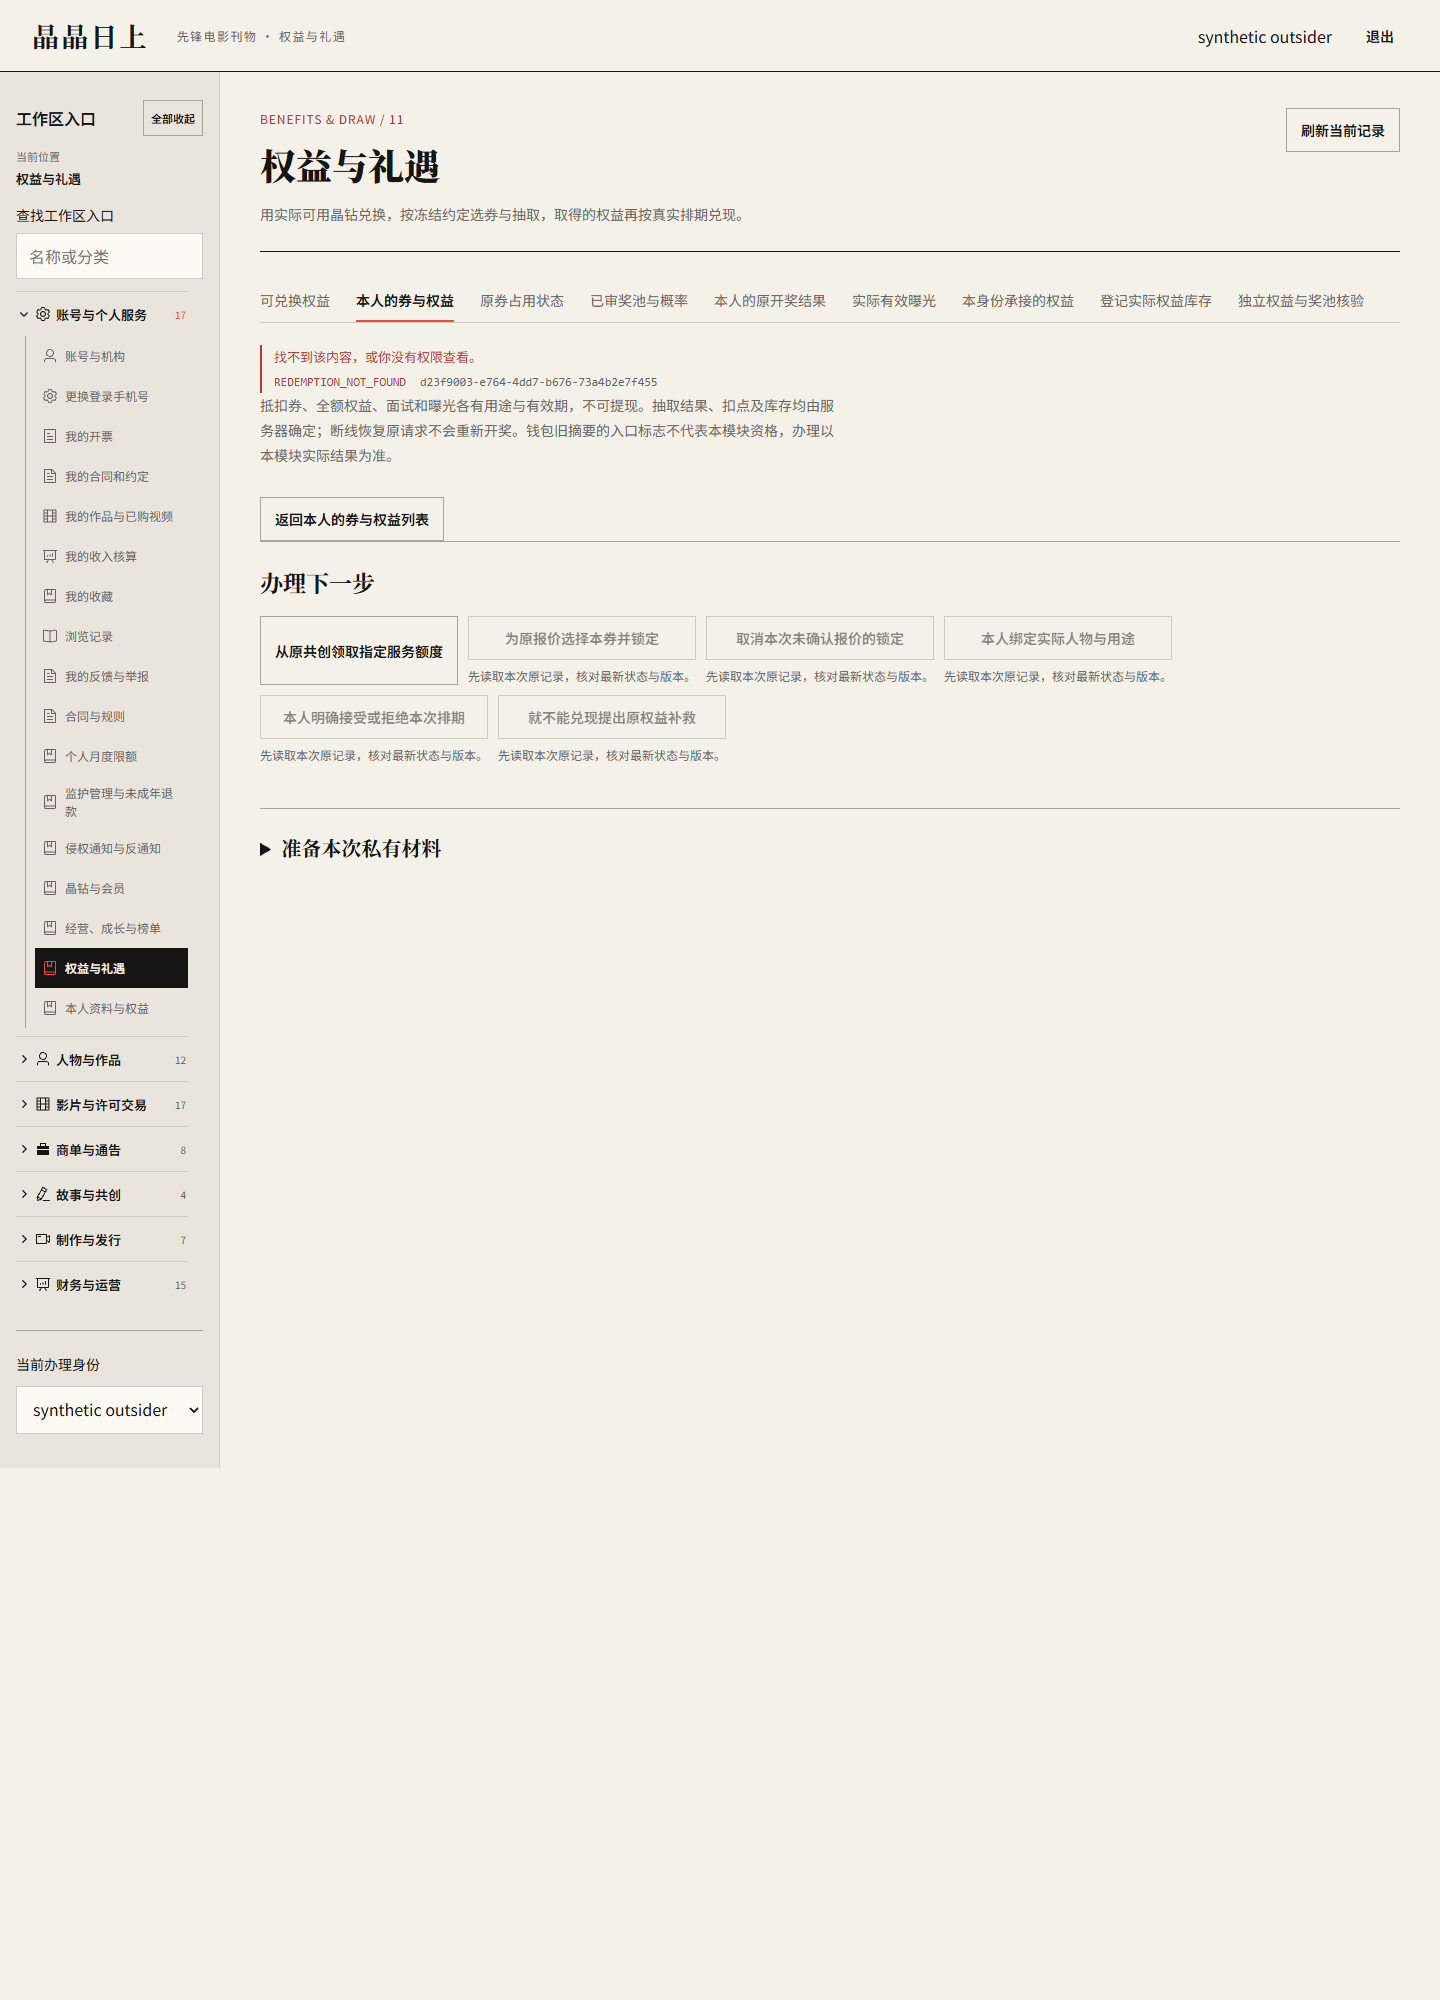 晶晶日上
先锋电影刊物 • 权益与礼遇
synthetic outsider
退出
工作区入口
全部收起
当前位置
权益与礼遇
查找工作区入口
名称或分类
账号与个人服务 17
账号与机构
更换登录手机号
我的开票
我的合同和约定
我的作品与已购视频
我的收入核算
我的收藏
浏览记录
我的反馈与举报
合同与规则
个人月度限额
监护管理与未成年退
款
侵权通知与反通知
晶钻与会员
经营、成长与榜单
权益与礼遇
本人资料与权益
人物与作品 12
影片与许可交易 17
商单与通告 8
故事与共创 4
制作与发行 7
财务与运营 15
当前办理身份
synthetic outsider
BENEFITS & DRAW / 11
权益与礼遇
用实际可用晶钻兑换，按冻结约定选券与抽取，取得的权益再按真实排期兑现。
刷新当前记录
可兑换权益 本人的券与权益 原券占用状态 已审奖池与概率 本人的原开奖结果 实际有效曝光 本身份承接的权益 登记实际权益库存 独立权益与奖池核验
找不到该内容，或你没有权限查看。
REDEMPTION_NOT_FOUND d23f9003-e764-4dd7-b676-73a4b2e7f455
抵扣券、全额权益、面试和曝光各有用途与有效期，不可提现。抽取结果、扣点及库存均由服
务器确定；断线恢复原请求不会重新开奖。钱包旧摘要的入口标志不代表本模块资格，办理以
本模块实际结果为准。
返回本人的券与权益列表
办理下一步
从原共创领取指定服务额度
为原报价选择本券并锁定
先读取本次原记录，核对最新状态与版本。
取消本次未确认报价的锁定
先读取本次原记录，核对最新状态与版本。
本人绑定实际人物与用途
先读取本次原记录，核对最新状态与版本。
本人明确接受或拒绝本次排期
先读取本次原记录，核对最新状态与版本。
就不能兑现提出原权益补救
先读取本次原记录，核对最新状态与版本。
准备本次私有材料